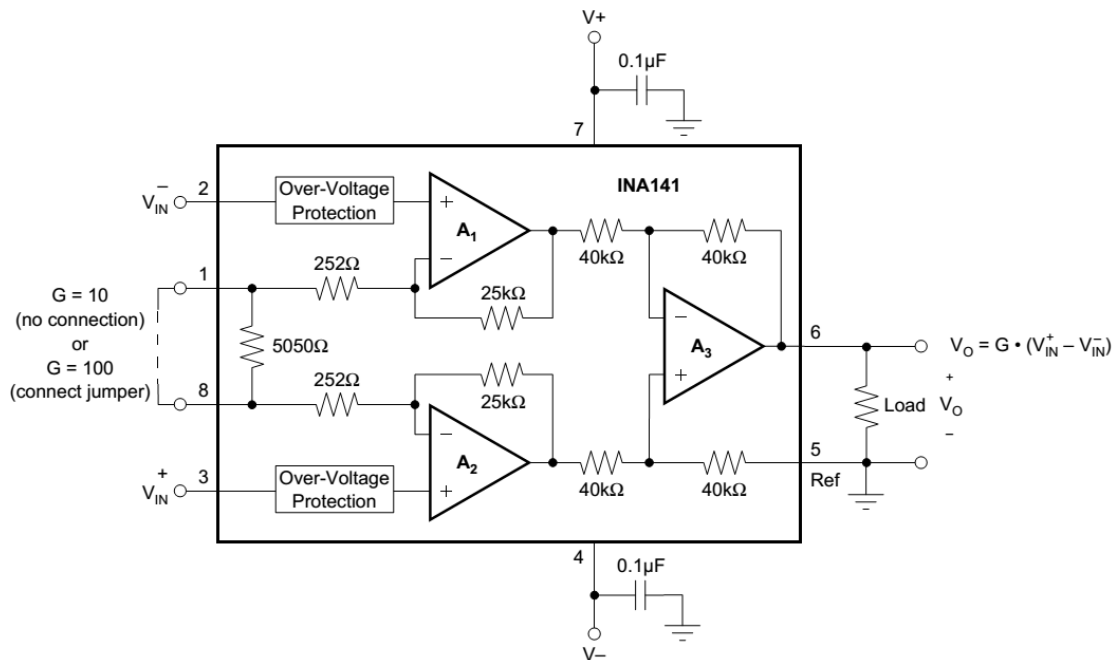 V+
0.1µF
7
INA141
2
V⁻IN
Over-Voltage
Protection
+
A1
−
40kΩ
40kΩ
1
252Ω
25kΩ
G = 10
(no connection)
or
G = 100
(connect jumper)
5050Ω
−
A3
+
6
VO = G • (V⁺IN – V⁻IN)
8
252Ω
25kΩ
Load
+
VO
−
−
A2
+
40kΩ
40kΩ
5
Ref
3
V⁺IN
Over-Voltage
Protection
4
0.1µF
V–